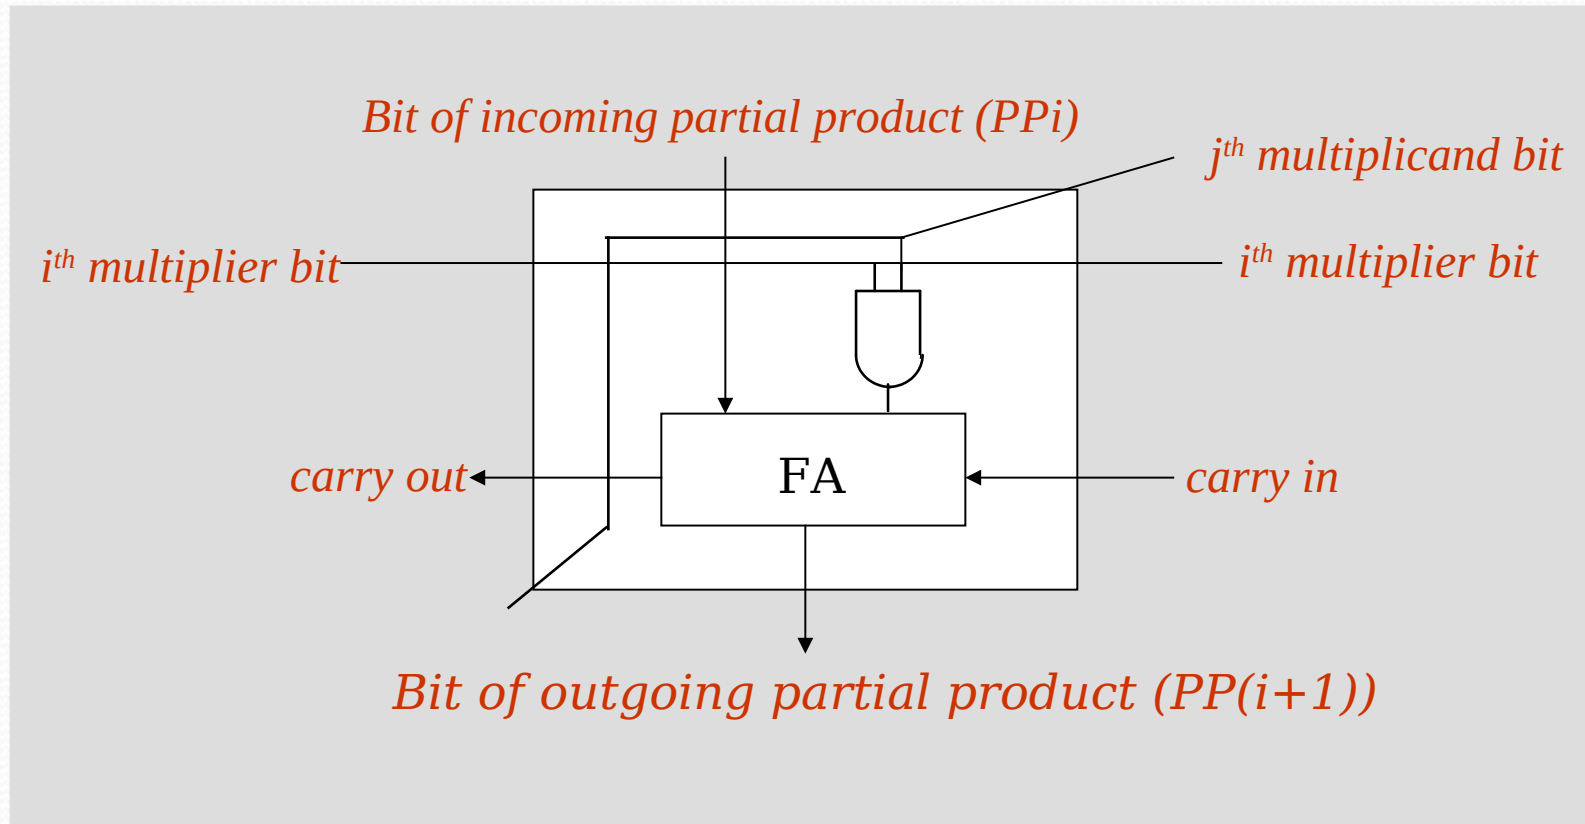 Bit of incoming partial product (PPi)
jth multiplicand bit
ith multiplier bit
ith multiplier bit
carry out
FA
carry in
Bit of outgoing partial product (PP(i+1))